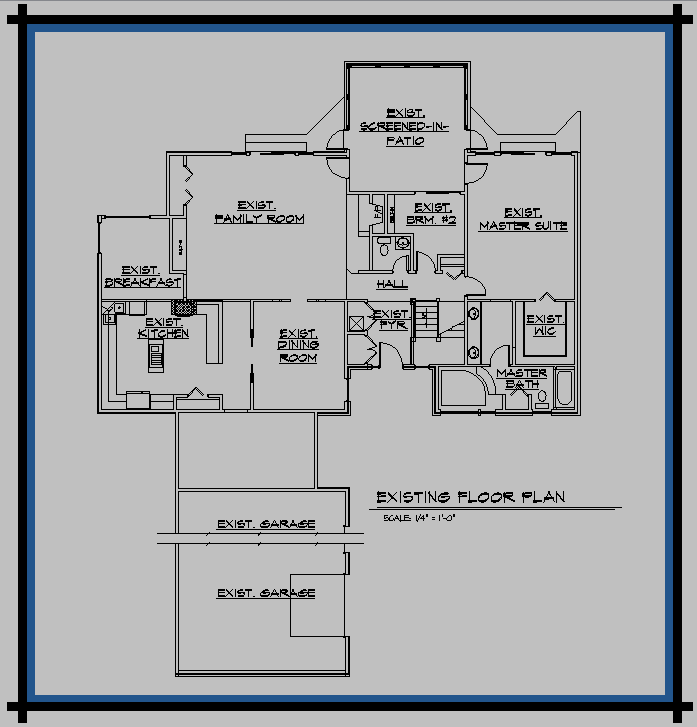 EXIST.
SCREENED-IN-
PATIO
EXIST.
FAMILY ROOM
EXIST.
BRM. #2
EXIST.
MASTER SUITE
EXIST.
BREAKFAST
HALL
EXIST.
KITCHEN
EXIST.
DINING
ROOM
EXIST.
FYR.
EXIST.
WIC
MASTER
BATH
EXISTING FLOOR PLAN
SCALE: 1/4" = 1'-0"
EXIST. GARAGE
EXIST. GARAGE